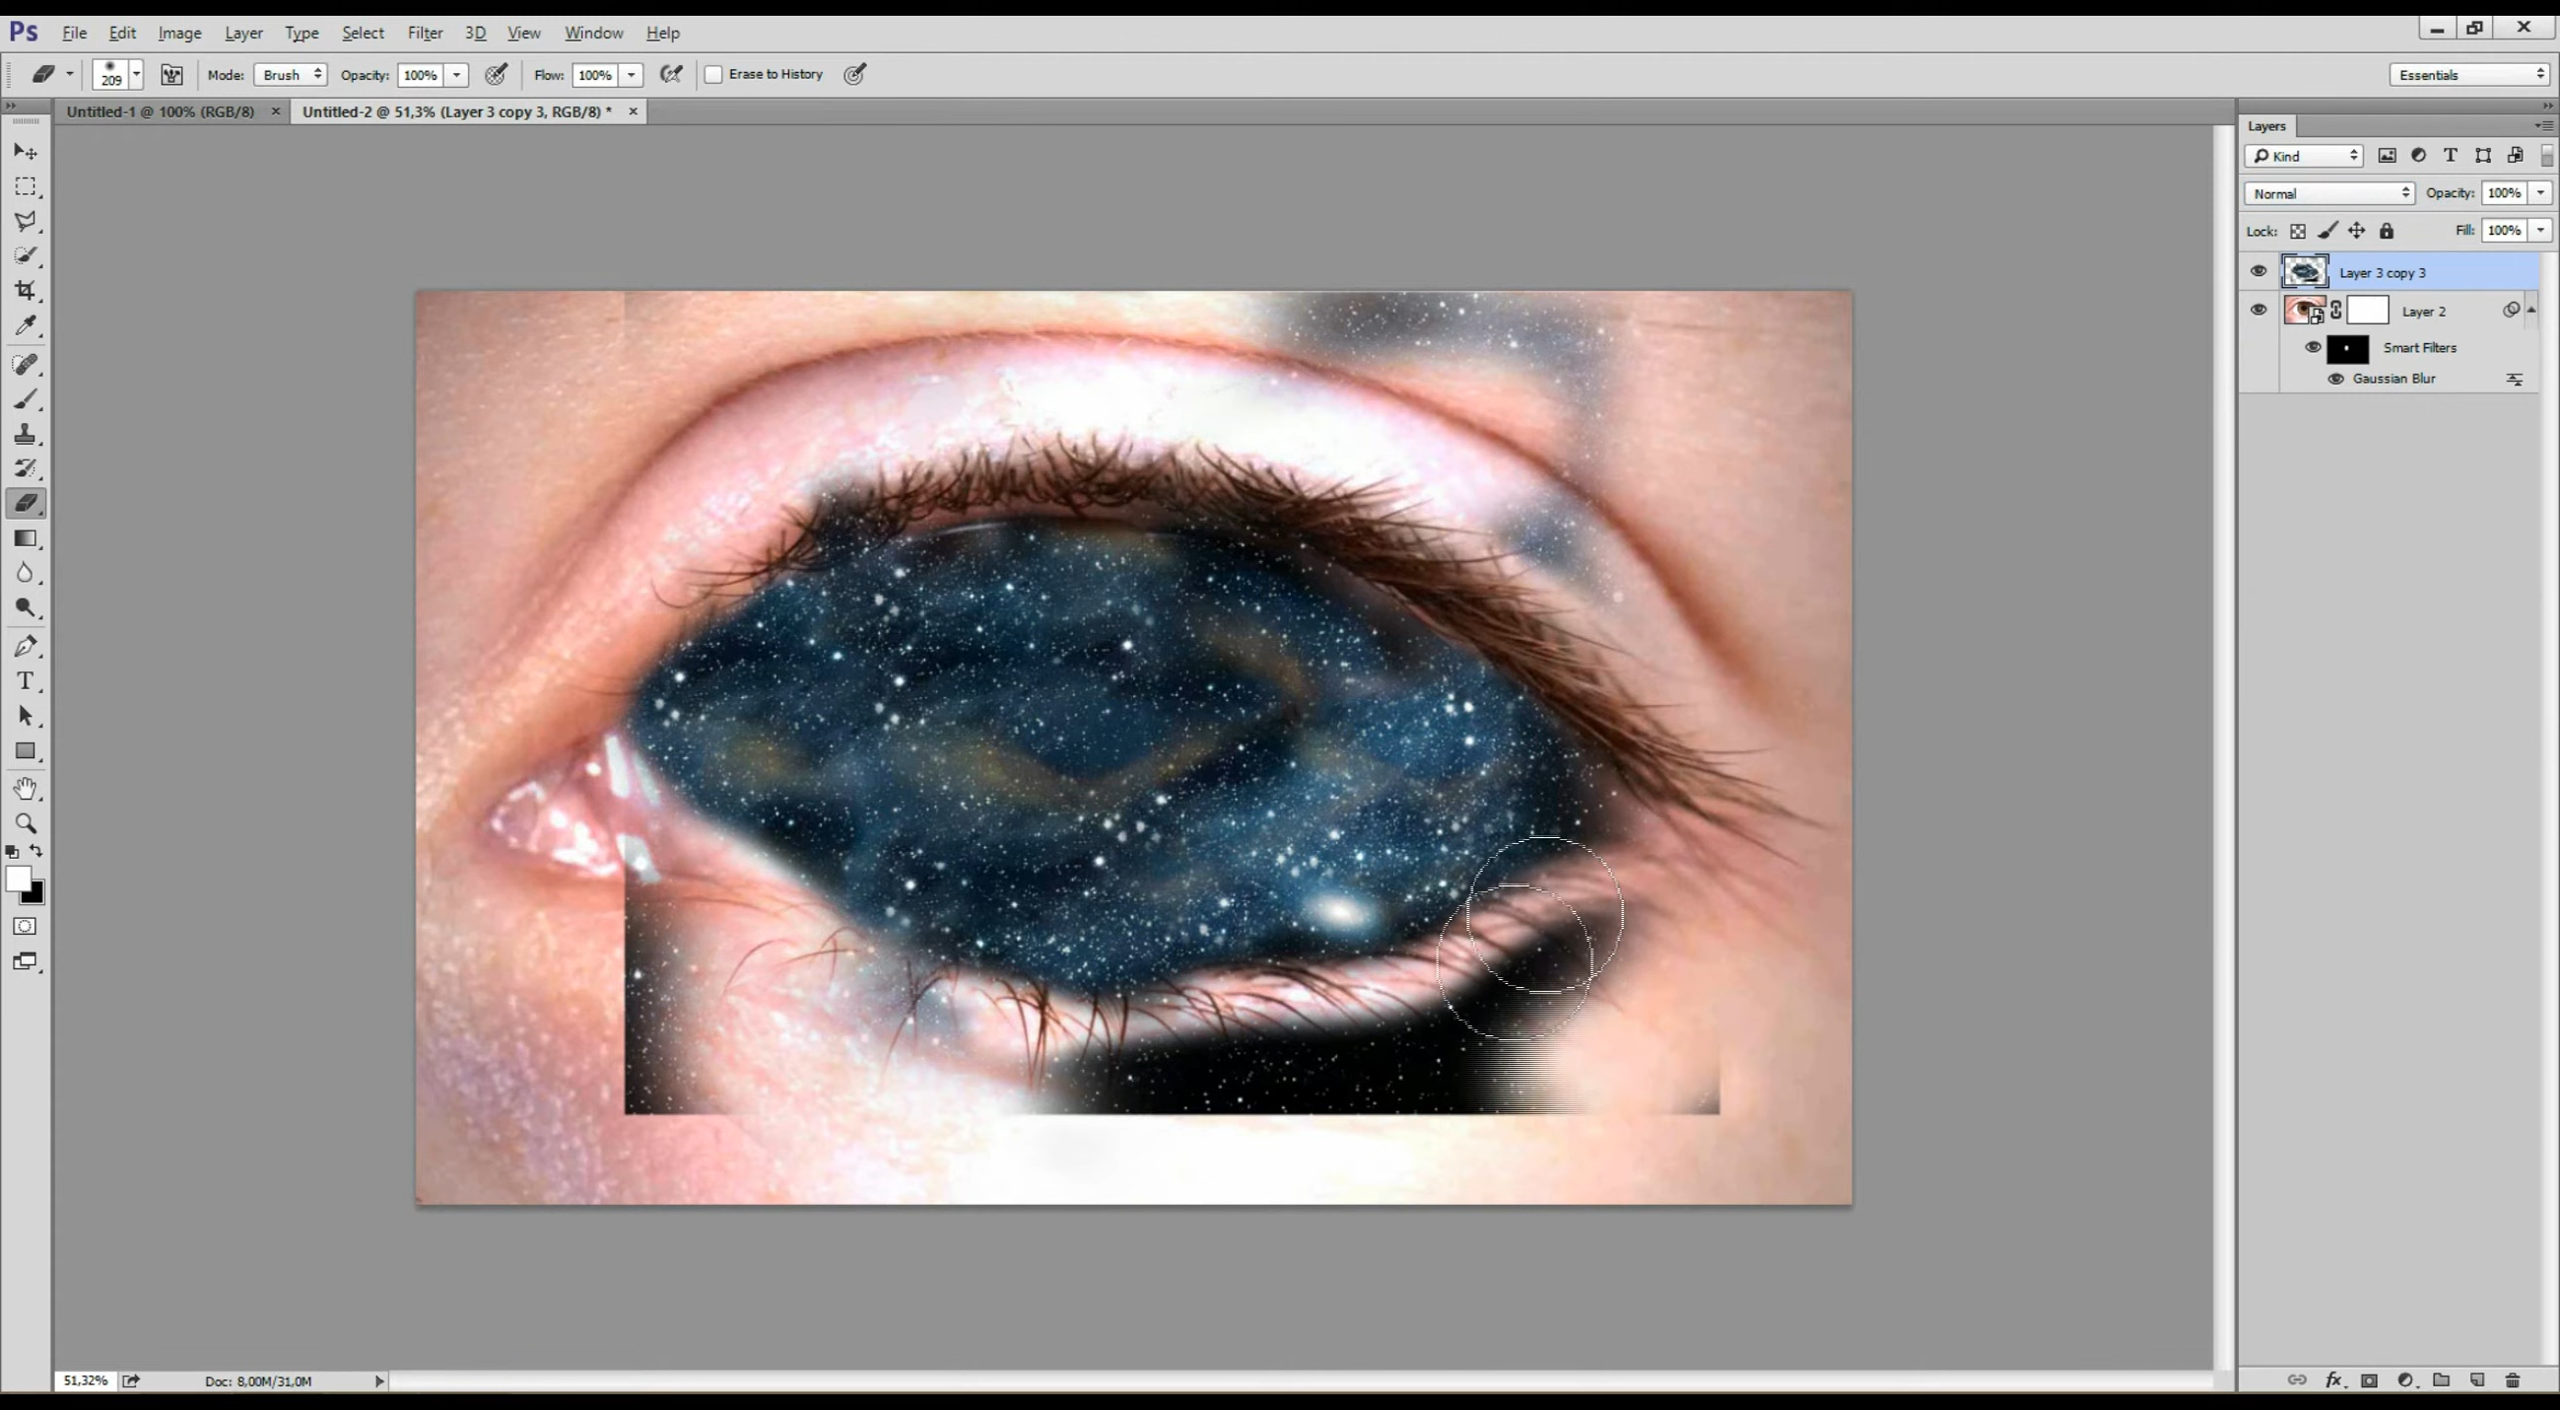 Ps File Edit Image Layer Type Select Filter 3D View Window Help
209 Mode: Brush Opacity: 100% Flow: 100% Erase to History Essentials
Untitled-1 @ 100% (RGB/8) × Untitled-2 @ 51,3% (Layer 3 copy 3, RGB/8) * ×
Layers
Kind
Normal Opacity: 100%
Lock: Fill: 100%
Layer 3 copy 3
Layer 2
Smart Filters
Gaussian Blur
51,32% Doc: 8,00M/31,0M
fx